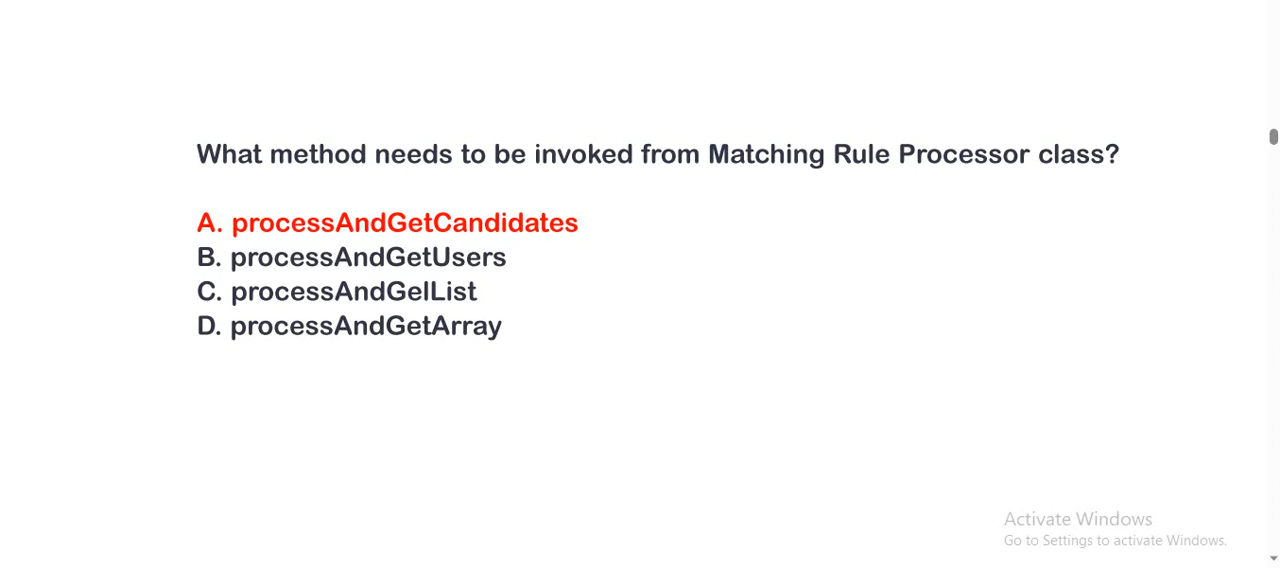 What method needs to be invoked from Matching Rule Processor class?
A. processAndGetCandidates
B. processAndGetUsers
C. processAndGelList
D. processAndGetArray
Activate Windows
Go to Settings to activate Windows.